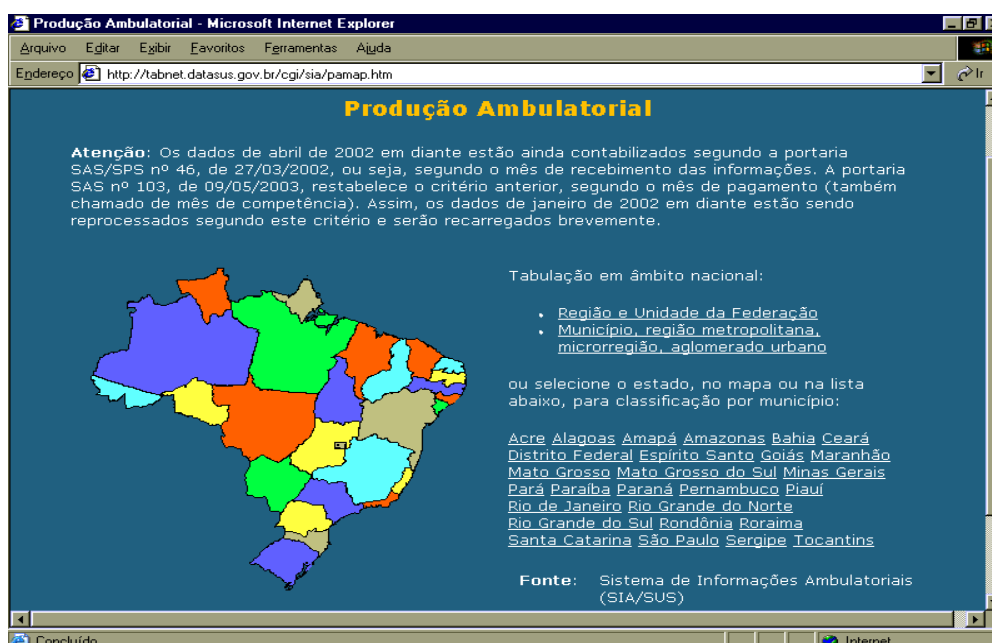 Produção Ambulatorial - Microsoft Internet Explorer
Arquivo Editar Exibir Favoritos Ferramentas Ajuda
Endereço http://tabnet.datasus.gov.br/cgi/sia/pamap.htm Ir
Produção Ambulatorial
Atenção: Os dados de abril de 2002 em diante estão ainda contabilizados segundo a portaria
SAS/SPS nº 46, de 27/03/2002, ou seja, segundo o mês de recebimento das informações. A portaria
SAS nº 103, de 09/05/2003, restabelece o critério anterior, segundo o mês de pagamento (também
chamado de mês de competência). Assim, os dados de janeiro de 2002 em diante estão sendo
reprocessados segundo este critério e serão recarregados brevemente.
Tabulação em âmbito nacional:
Região e Unidade da Federação
Município, região metropolitana,
microrregião, aglomerado urbano
ou selecione o estado, no mapa ou na lista
abaixo, para classificação por município:
Acre Alagoas Amapá Amazonas Bahia Ceará
Distrito Federal Espírito Santo Goiás Maranhão
Mato Grosso Mato Grosso do Sul Minas Gerais
Pará Paraíba Paraná Pernambuco Piauí
Rio de Janeiro Rio Grande do Norte
Rio Grande do Sul Rondônia Roraima
Santa Catarina São Paulo Sergipe Tocantins
Fonte: Sistema de Informações Ambulatoriais
(SIA/SUS)
Concluído Internet